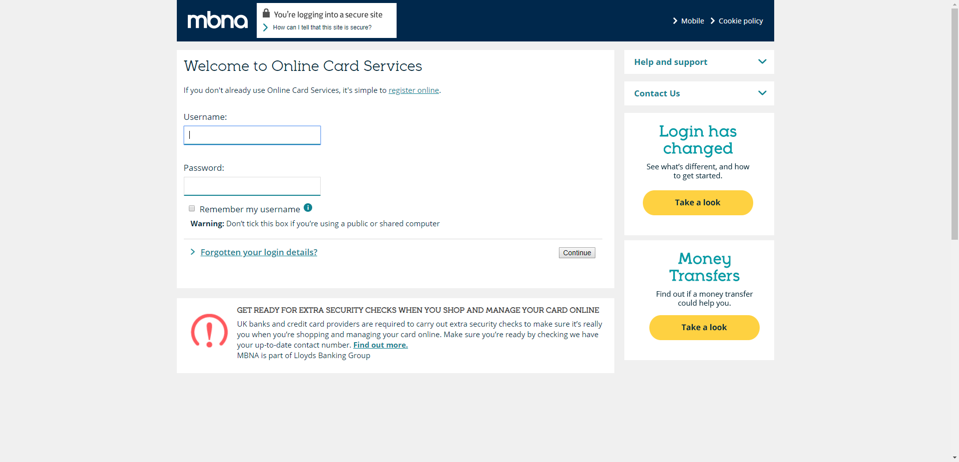 mbna
You're logging into a secure site
How can I tell that this site is secure?
Mobile
Cookie policy
Welcome to Online Card Services
If you don't already use Online Card Services, it's simple to register online.
Username:
Password:
Remember my username
Warning: Don't tick this box if you're using a public or shared computer
Forgotten your login details?
Continue
GET READY FOR EXTRA SECURITY CHECKS WHEN YOU SHOP AND MANAGE YOUR CARD ONLINE
UK banks and credit card providers are required to carry out extra security checks to make sure it's really
you when you're shopping and managing your card online. Make sure you're ready by checking we have
your up-to-date contact number. Find out more.
MBNA is part of Lloyds Banking Group
Help and support
Contact Us
Login has
changed
See what's different, and how
to get started.
Take a look
Money
Transfers
Find out if a money transfer
could help you.
Take a look